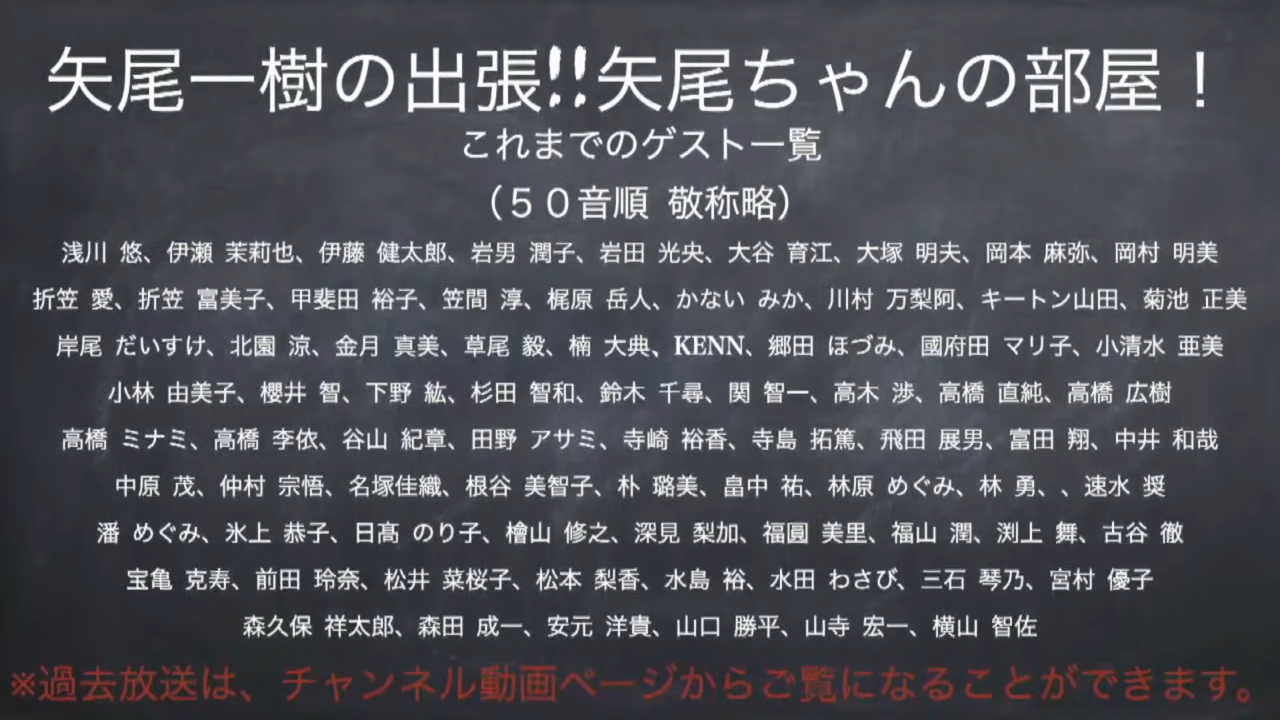 矢尾一樹の出張!!矢尾ちゃんの部屋！
これまでのゲスト一覧
（５０音順 敬称略）
浅川 悠、伊瀬 茉莉也、伊藤 健太郎、岩男 潤子、岩田 光央、大谷 育江、大塚 明夫、岡本 麻弥、岡村 明美
折笠 愛、折笠 富美子、甲斐田 裕子、笠間 淳、梶原 岳人、かない みか、川村 万梨阿、キートン山田、菊池 正美
岸尾 だいすけ、北園 涼、金月 真美、草尾 毅、楠 大典、KENN、郷田 ほづみ、國府田 マリ子、小清水 亜美
小林 由美子、櫻井 智、下野 紘、杉田 智和、鈴木 千尋、関 智一、高木 渉、高橋 直純、高橋 広樹
高橋 ミナミ、高橋 李依、谷山 紀章、田野 アサミ、寺崎 裕香、寺島 拓篤、飛田 展男、富田 翔、中井 和哉
中原 茂、仲村 宗悟、名塚佳織、根谷 美智子、朴 璐美、畠中 祐、林原 めぐみ、林 勇、、速水 奨
潘 めぐみ、氷上 恭子、日髙 のり子、檜山 修之、深見 梨加、福圓 美里、福山 潤、渕上 舞、古谷 徹
宝亀 克寿、前田 玲奈、松井 菜桜子、松本 梨香、水島 裕、水田 わさび、三石 琴乃、宮村 優子
森久保 祥太郎、森田 成一、安元 洋貴、山口 勝平、山寺 宏一、横山 智佐
※過去放送は、チャンネル動画ページからご覧になることができます。